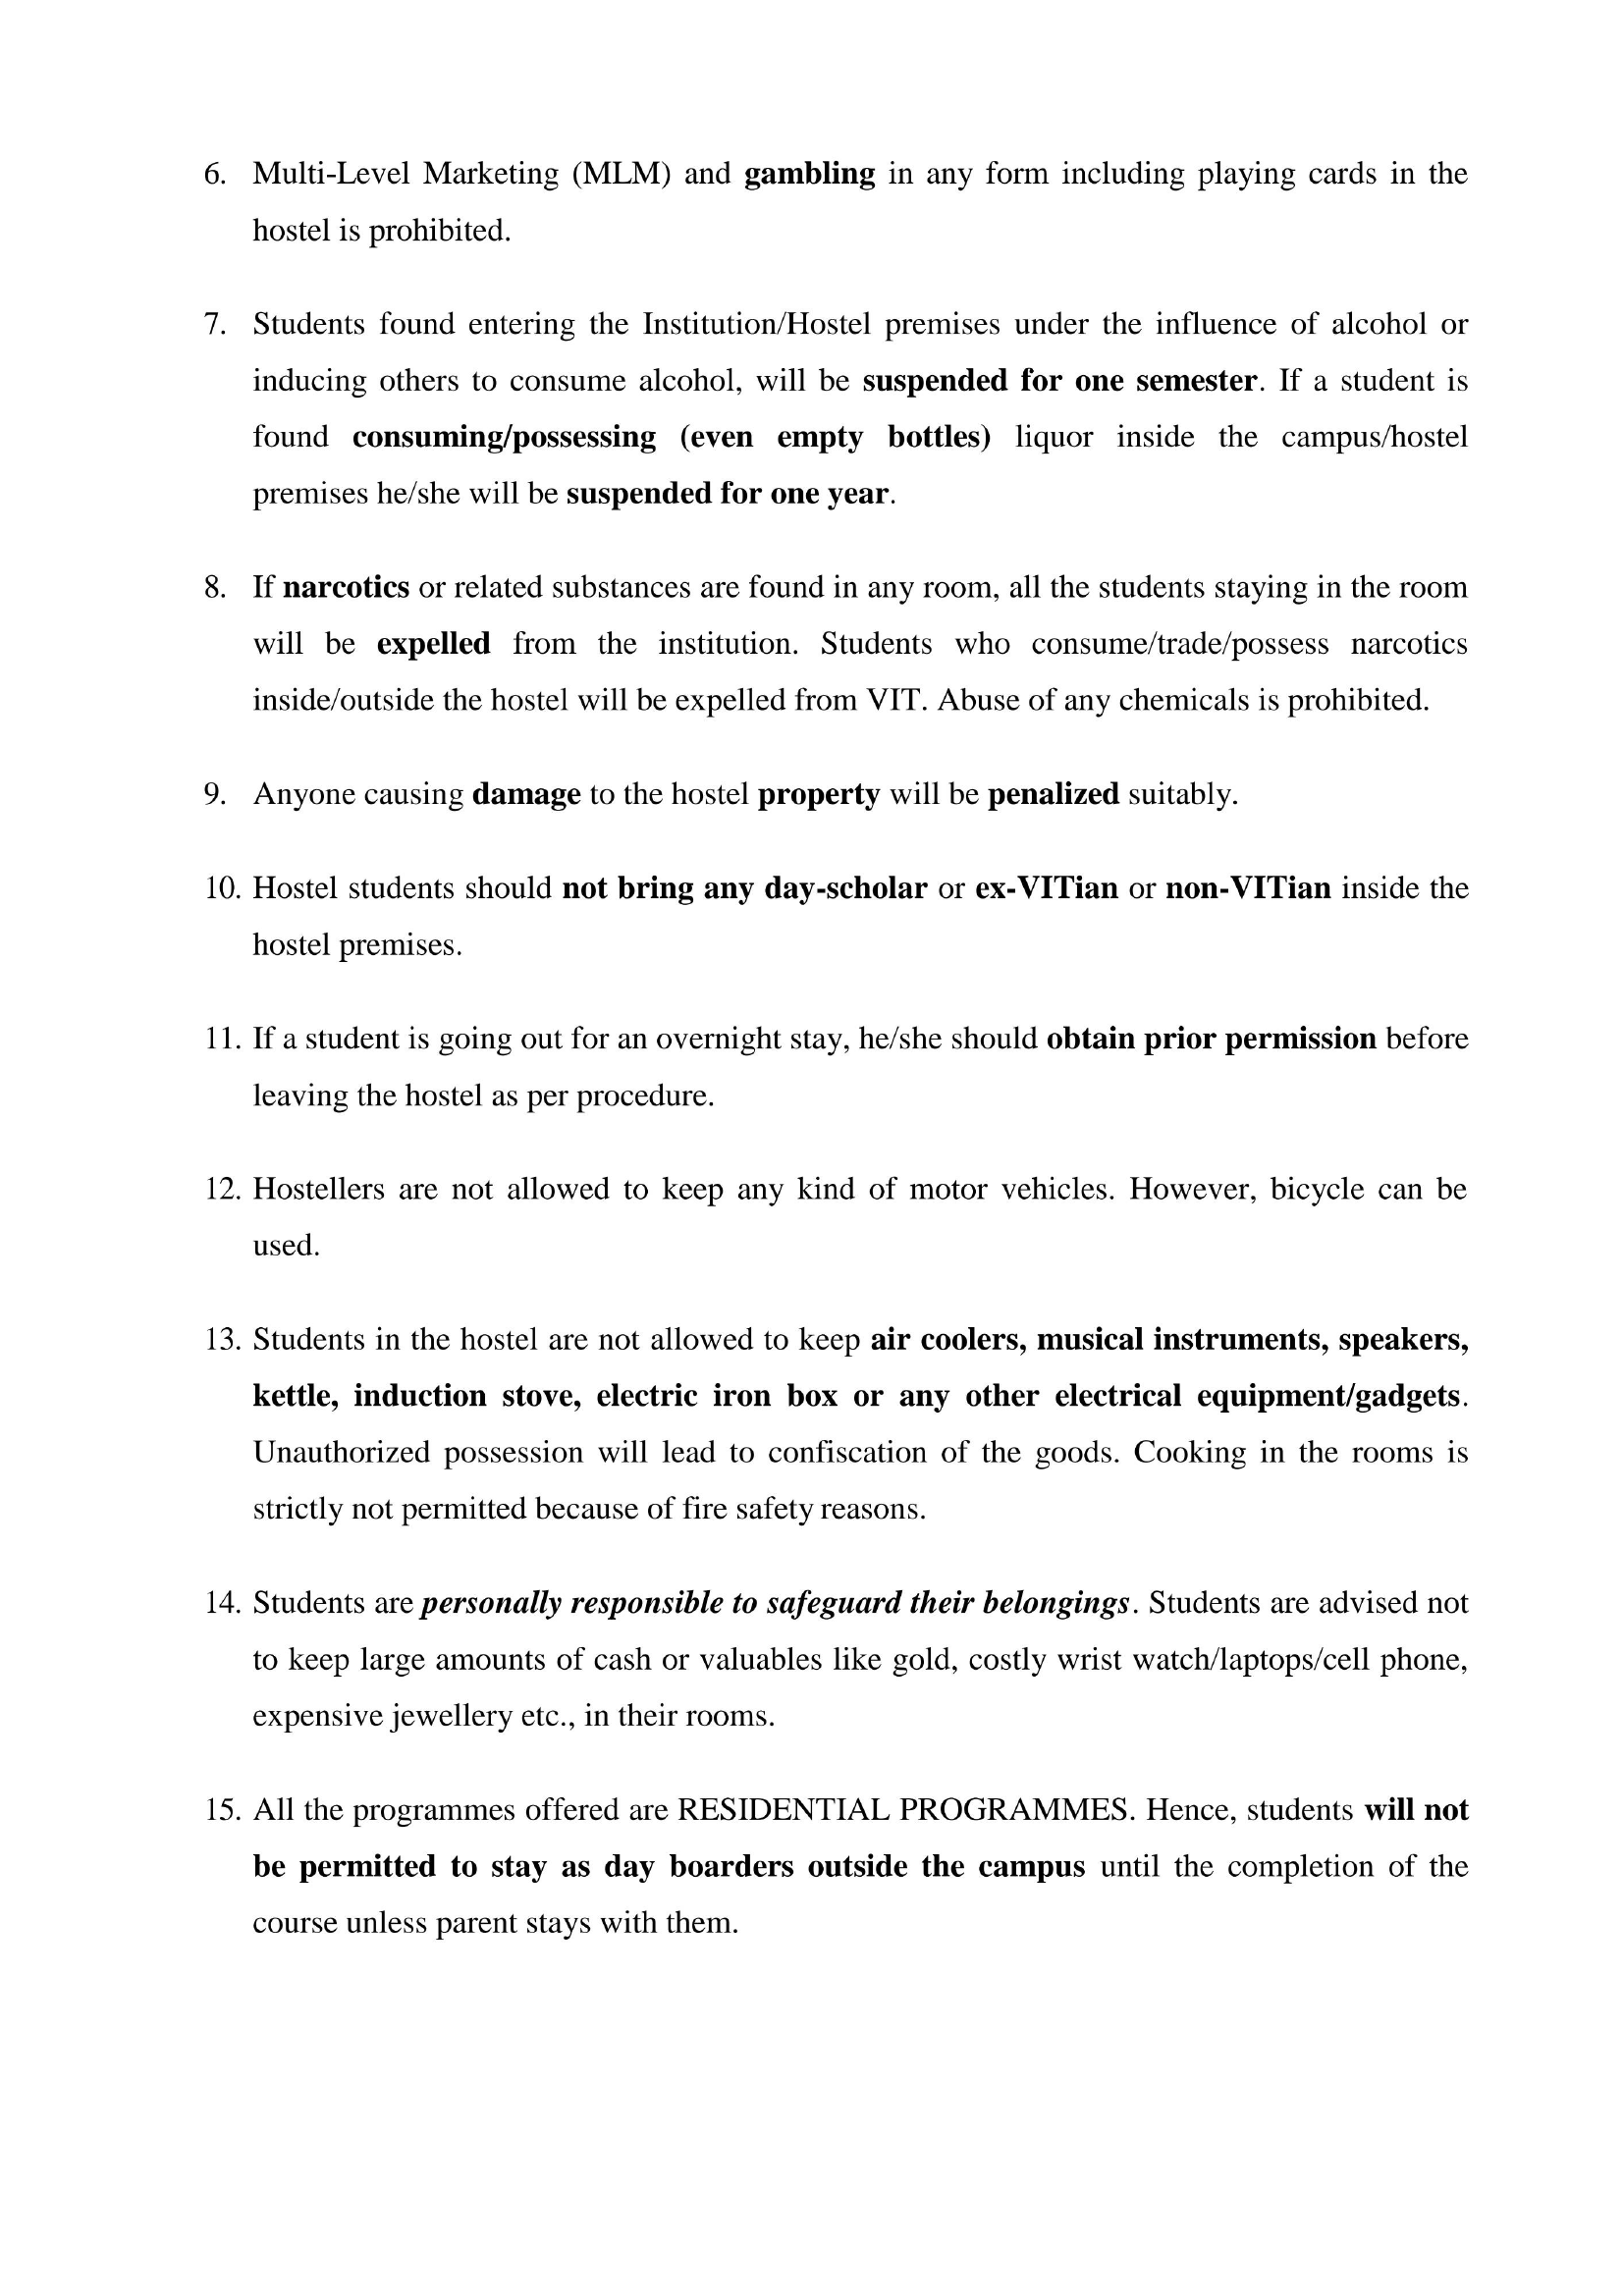 6. Multi-Level Marketing (MLM) and gambling in any form including playing cards in the
hostel is prohibited.
7. Students found entering the Institution/Hostel premises under the influence of alcohol or
inducing others to consume alcohol, will be suspended for one semester. If a student is
found consuming/possessing (even empty bottles) liquor inside the campus/hostel
premises he/she will be suspended for one year.
8. If narcotics or related substances are found in any room, all the students staying in the room
will be expelled from the institution. Students who consume/trade/possess narcotics
inside/outside the hostel will be expelled from VIT. Abuse of any chemicals is prohibited.
9. Anyone causing damage to the hostel property will be penalized suitably.
10. Hostel students should not bring any day-scholar or ex-VITian or non-VITian inside the
hostel premises.
11. If a student is going out for an overnight stay, he/she should obtain prior permission before
leaving the hostel as per procedure.
12. Hostellers are not allowed to keep any kind of motor vehicles. However, bicycle can be
used.
13. Students in the hostel are not allowed to keep air coolers, musical instruments, speakers,
kettle, induction stove, electric iron box or any other electrical equipment/gadgets.
Unauthorized possession will lead to confiscation of the goods. Cooking in the rooms is
strictly not permitted because of fire safety reasons.
14. Students are personally responsible to safeguard their belongings. Students are advised not
to keep large amounts of cash or valuables like gold, costly wrist watch/laptops/cell phone,
expensive jewellery etc., in their rooms.
15. All the programmes offered are RESIDENTIAL PROGRAMMES. Hence, students will not
be permitted to stay as day boarders outside the campus until the completion of the
course unless parent stays with them.